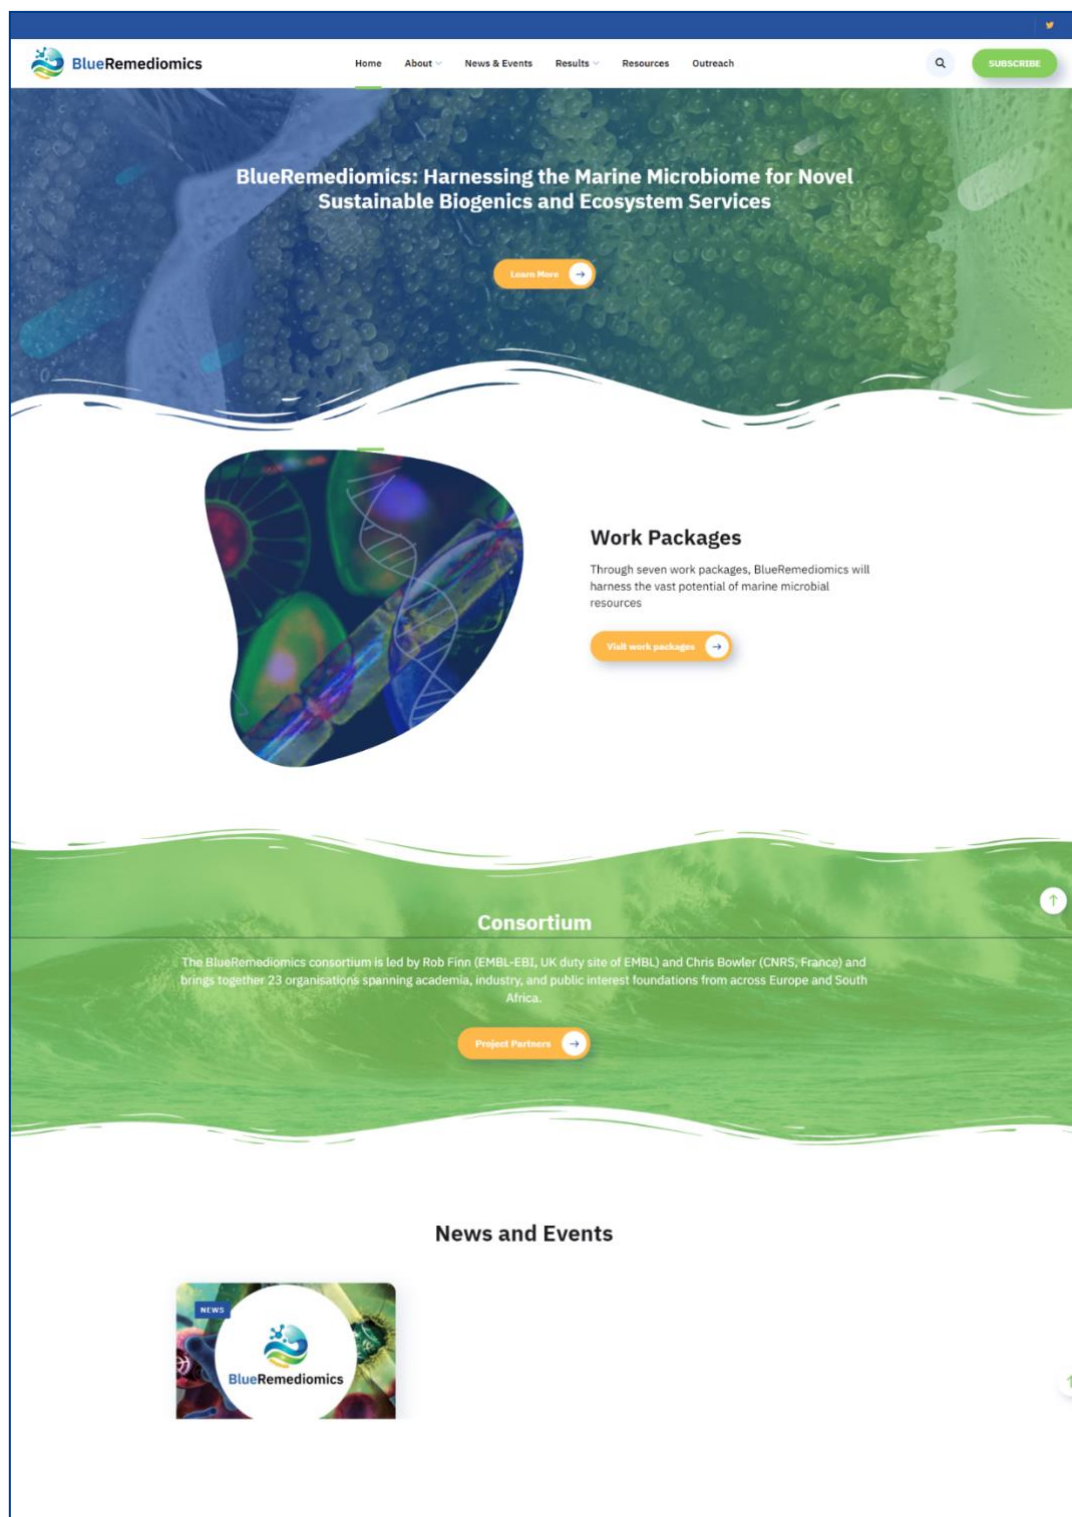 BlueRemediomics
Home About News & Events Results Resources Outreach
SUBSCRIBE
BlueRemediomics: Harnessing the Marine Microbiome for Novel
Sustainable Biogenics and Ecosystem Services
Learn More
Work Packages
Through seven work packages, BlueRemediomics will
harness the vast potential of marine microbial
resources
Visit work packages
Consortium
The BlueRemediomics consortium is led by Rob Finn (EMBL-EBI, UK duty site of EMBL) and Chris Bowler (CNRS, France) and
brings together 23 organisations spanning academia, industry, and public interest foundations from across Europe and South
Africa.
Project Partners
News and Events
NEWS
BlueRemediomics